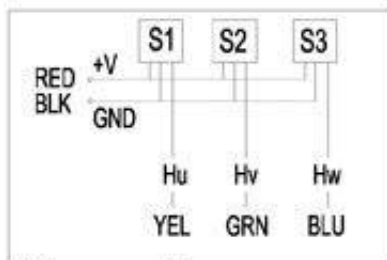 S1 S2 S3
+V
RED
BLK
GND
Hu Hv Hw
YEL GRN BLU